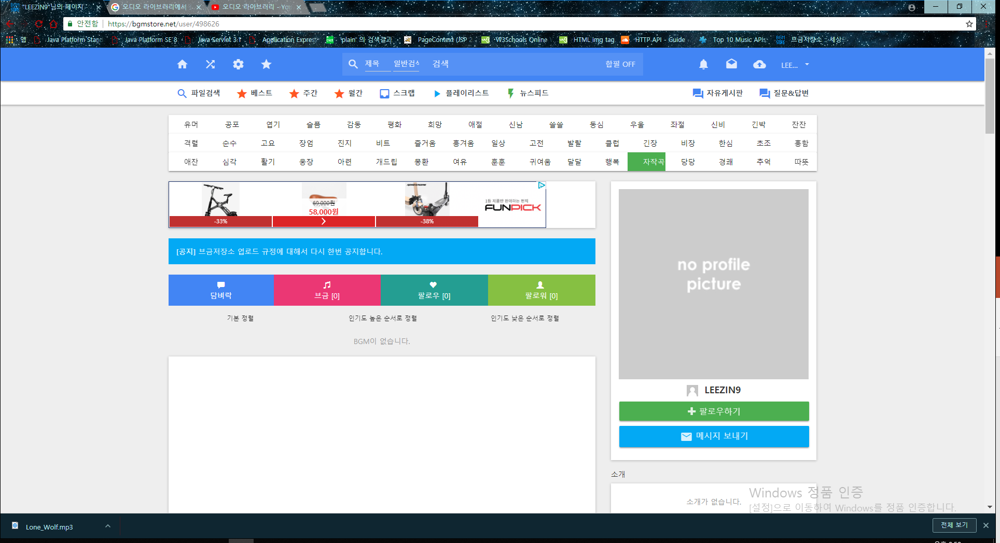 "LEEZIN9"님의 페이지
오디오 라이브러리에서
오디오 라이브러리 - Yo
안전함
https://bgmstore.net/user/498626
앱
Java Platform Stand
Java Platform SE 8
Java Servlet 3.1
Application Expres
'plain' 의 검색결과
PageContext (JSP 2
W3Schools Online
HTML img tag
HTTP API - Guide
Top 10 Music APIs
쁘금저장소 :: 세상
제목 일반검색 검색 합필 OFF LEE...
파일검색 베스트 주간 월간 스크랩 플레이리스트 뉴스피드 자유게시판 질문&답변
유머 공포 엽기 슬픔 감동 평화 희망 애절 신남 쓸쓸 동심 우울 좌절 신비 긴박 잔잔
격렬 순수 고요 장엄 진지 비트 즐거움 흥겨움 일상 고전 발랄 클럽 긴장 비장 한심 초조 흥함
애잔 심각 활기 웅장 아련 개드립 몽환 여유 훈훈 귀여움 달달 행복 자작곡 당당 경쾌 추억 따뜻
69,000원
58,000원
-33%
-38%
1등 제품만 판매하는 펀픽
FUNPICK
[공지] 브금저장소 업로드 규정에 대해서 다시 한번 공지합니다.
담벼락 브금 [0] 팔로우 [0] 팔로워 [0]
기본 정렬 인기도 높은 순서로 정렬 인기도 낮은 순서로 정렬
BGM이 없습니다.
no profile
picture
LEEZIN9
팔로우하기
메시지 보내기
소개
소개가 없습니다.
Windows 정품 인증
[설정]으로 이동하여 Windows를 정품 인증합니다.
Lone_Wolf.mp3
전체 보기